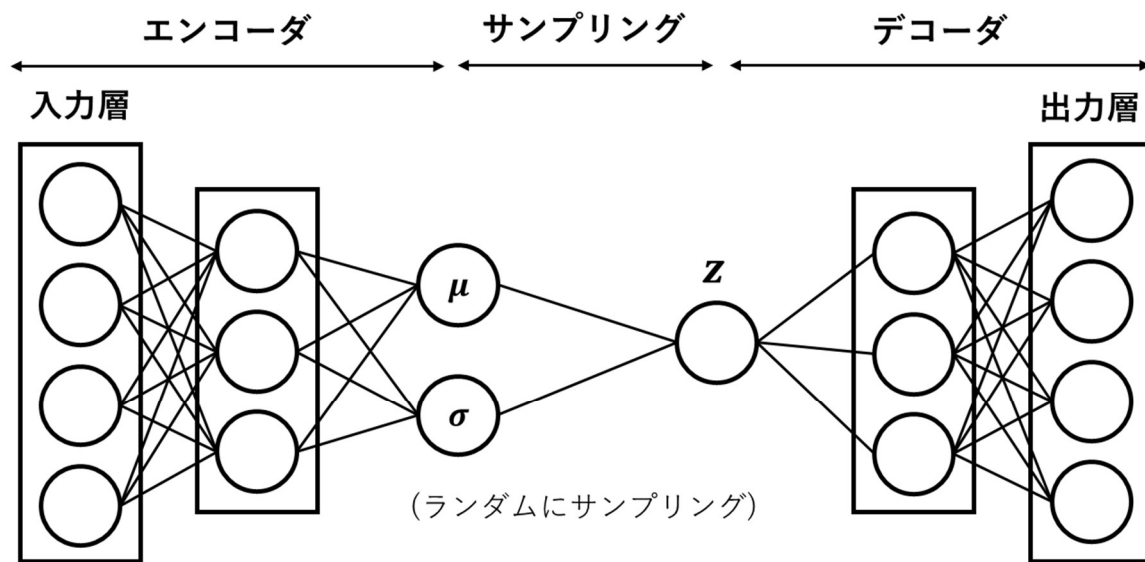 エンコーダ
サンプリング
デコーダ
入力層
出力層
μ
σ
z
(ランダムにサンプリング)